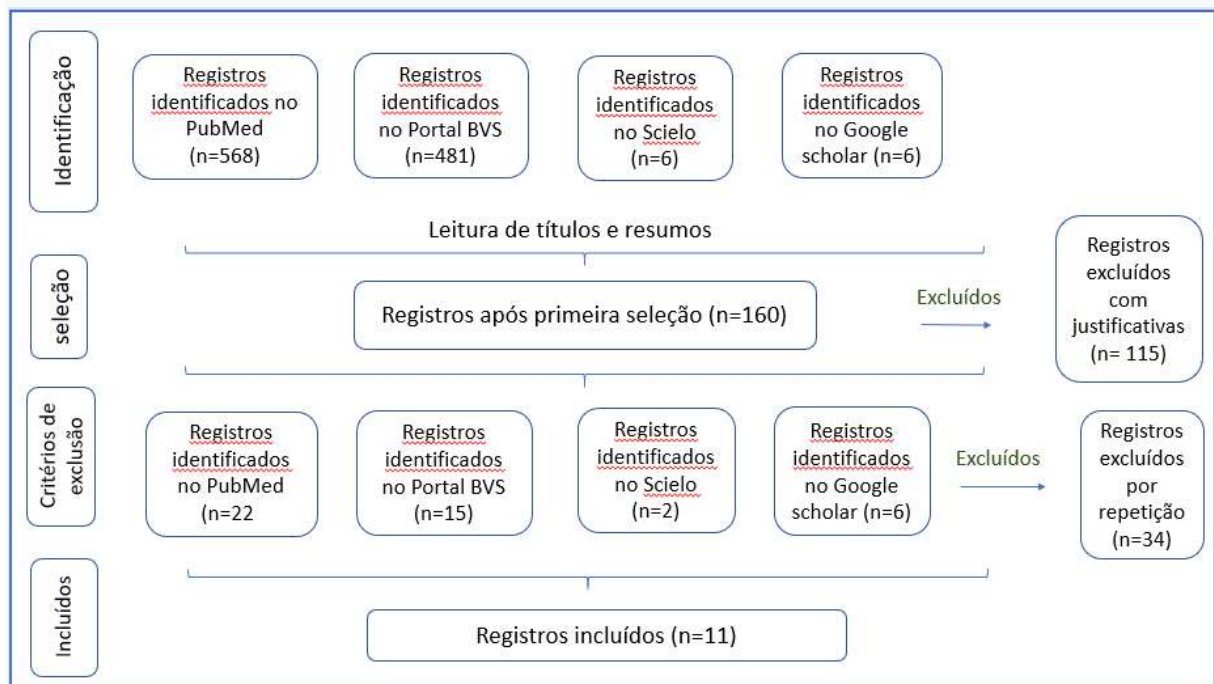 Identificação
Registros
identificados no
PubMed
(n=568)
Registros
identificados
no Portal BVS
(n=481)
Registros
identificados
no Scielo
(n=6)
Registros
identificados
no Google
scholar (n=6)
Leitura de títulos e resumos
seleção
Registros após primeira seleção (n=160)
Excluídos
Registros
excluídos
com
justificativas
(n= 115)
Critérios de
exclusão
Registros
identificados
no PubMed
(n=22
Registros
identificados
no Portal BVS
(n=15)
Registros
identificados
no Scielo
(n=2)
Registros
identificados
no Google
scholar (n=6)
Excluídos
Registros
excluídos
por
repetição
(n=34)
Incluídos
Registros incluídos (n=11)